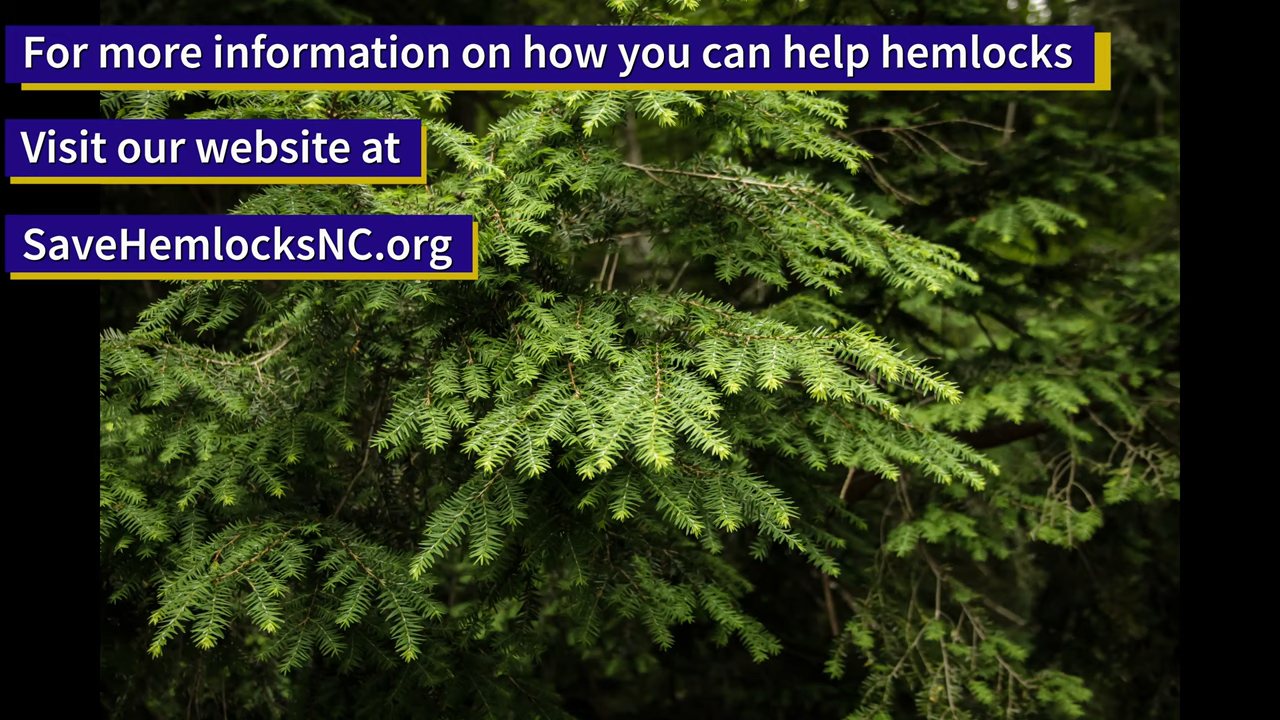 For more information on how you can help hemlocks
Visit our website at
SaveHemlocksNC.org